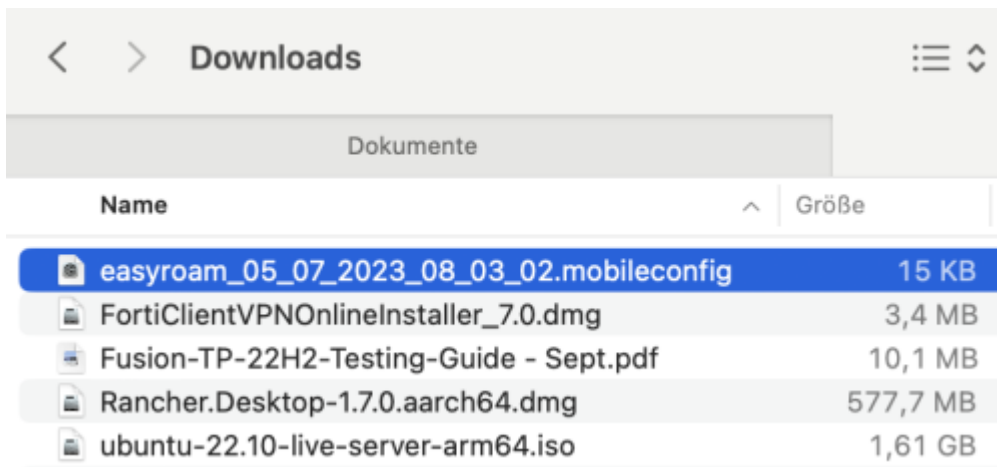 Downloads
Dokumente
Name Größe
easyroam_05_07_2023_08_03_02.mobileconfig 15 KB
FortiClientVPNOnlineInstaller_7.0.dmg 3,4 MB
Fusion-TP-22H2-Testing-Guide - Sept.pdf 10,1 MB
Rancher.Desktop-1.7.0.aarch64.dmg 577,7 MB
ubuntu-22.10-live-server-arm64.iso 1,61 GB